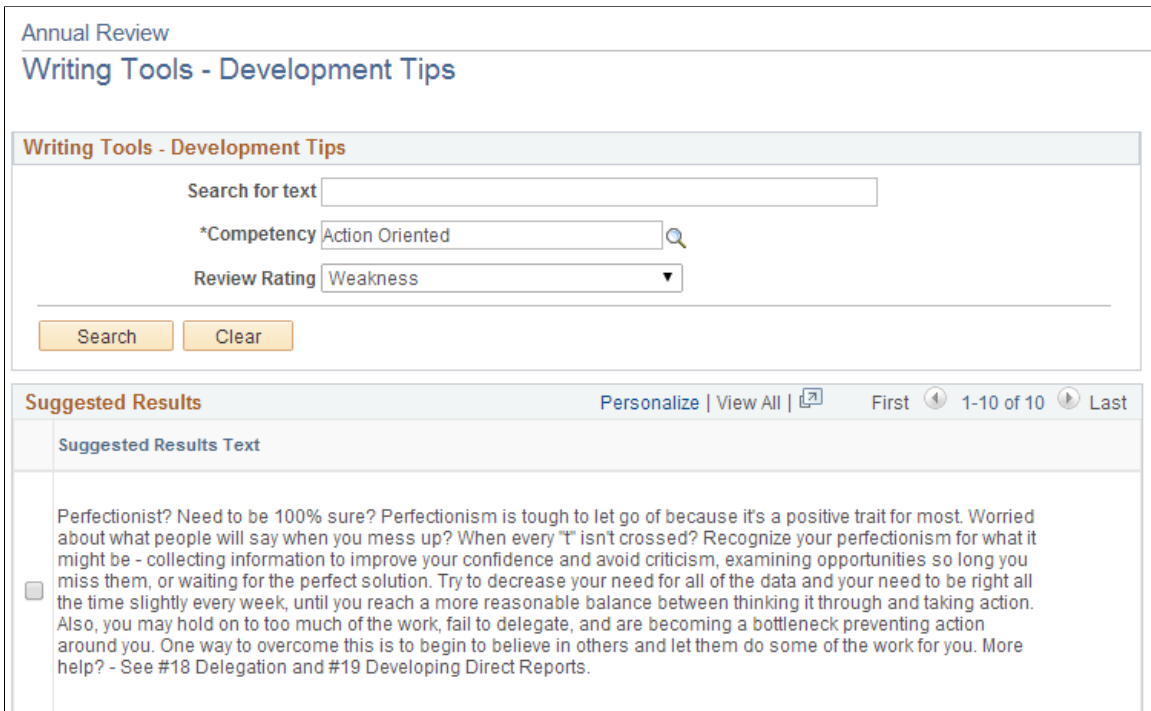 Annual Review
Writing Tools - Development Tips
Writing Tools - Development Tips
Search for text
*Competency Action Oriented
Review Rating Weakness
Search Clear
Suggested Results Personalize | View All | First 1-10 of 10 Last
Suggested Results Text
Perfectionist? Need to be 100% sure? Perfectionism is tough to let go of because it's a positive trait for most. Worried
about what people will say when you mess up? When every "t" isn't crossed? Recognize your perfectionism for what it
might be - collecting information to improve your confidence and avoid criticism, examining opportunities so long you
miss them, or waiting for the perfect solution. Try to decrease your need for all of the data and your need to be right all
the time slightly every week, until you reach a more reasonable balance between thinking it through and taking action.
Also, you may hold on to too much of the work, fail to delegate, and are becoming a bottleneck preventing action
around you. One way to overcome this is to begin to believe in others and let them do some of the work for you. More
help? - See #18 Delegation and #19 Developing Direct Reports.